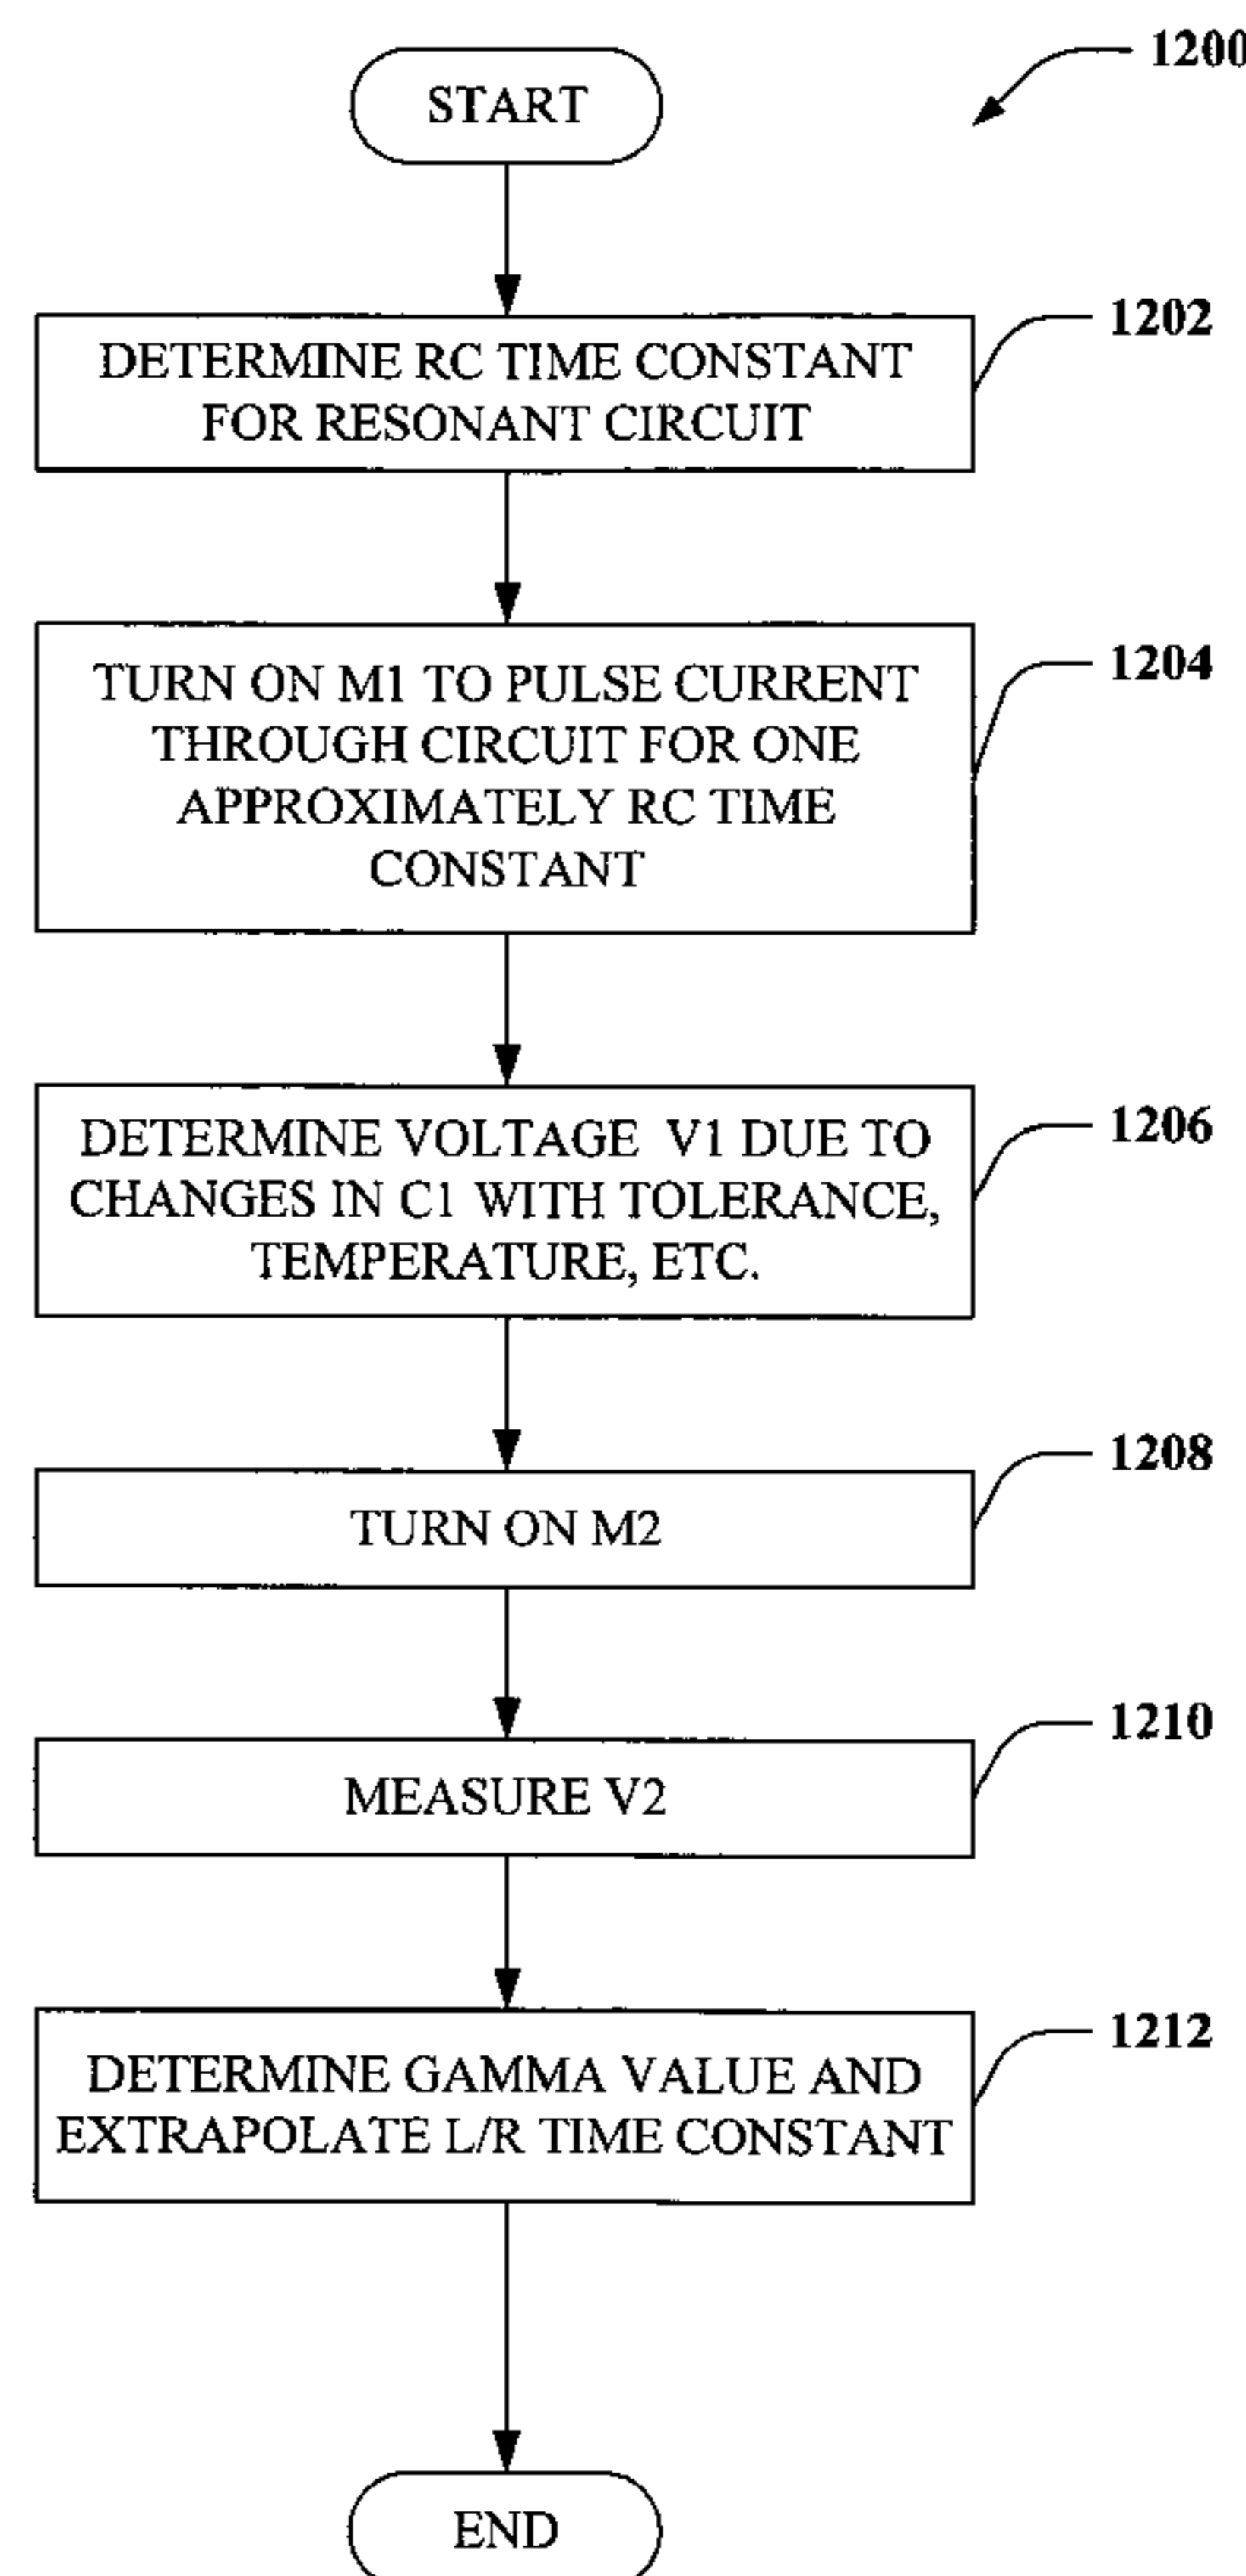 1200
START
1202
DETERMINE RC TIME CONSTANT
FOR RESONANT CIRCUIT
1204
TURN ON M1 TO PULSE CURRENT
THROUGH CIRCUIT FOR ONE
APPROXIMATELY RC TIME
CONSTANT
1206
DETERMINE VOLTAGE V1 DUE TO
CHANGES IN C1 WITH TOLERANCE,
TEMPERATURE, ETC.
1208
TURN ON M2
1210
MEASURE V2
1212
DETERMINE GAMMA VALUE AND
EXTRAPOLATE L/R TIME CONSTANT
END